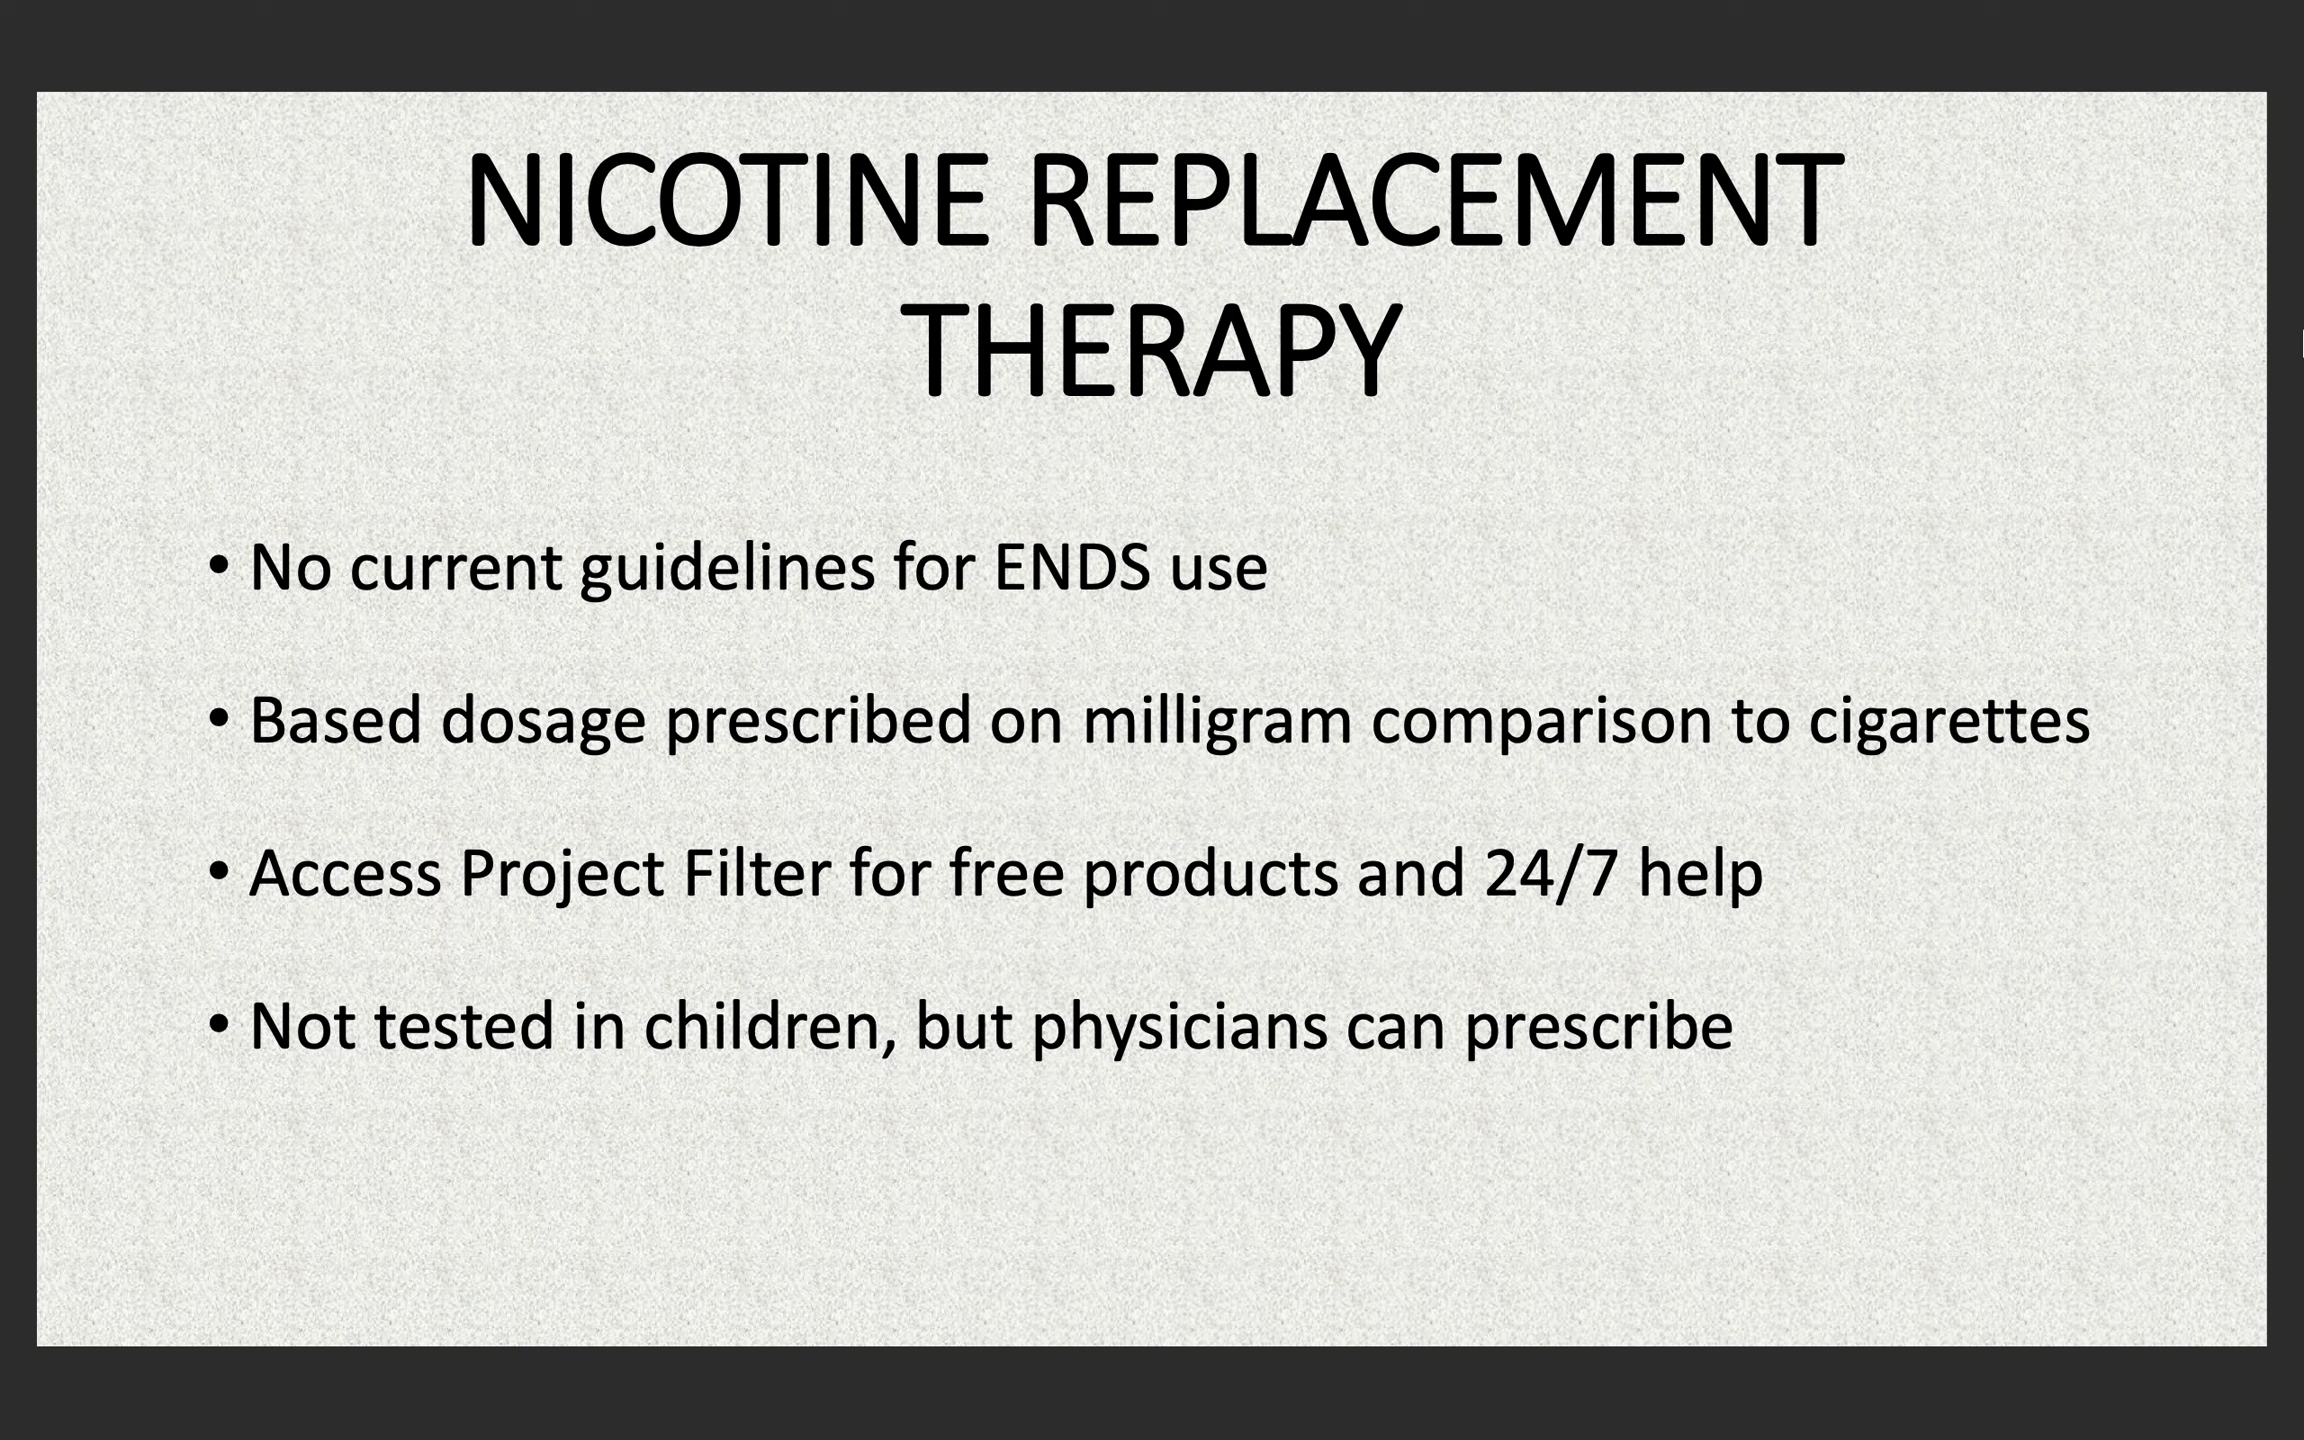 NICOTINE REPLACEMENT
THERAPY
• No current guidelines for ENDS use
• Based dosage prescribed on milligram comparison to cigarettes
• Access Project Filter for free products and 24/7 help
• Not tested in children, but physicians can prescribe